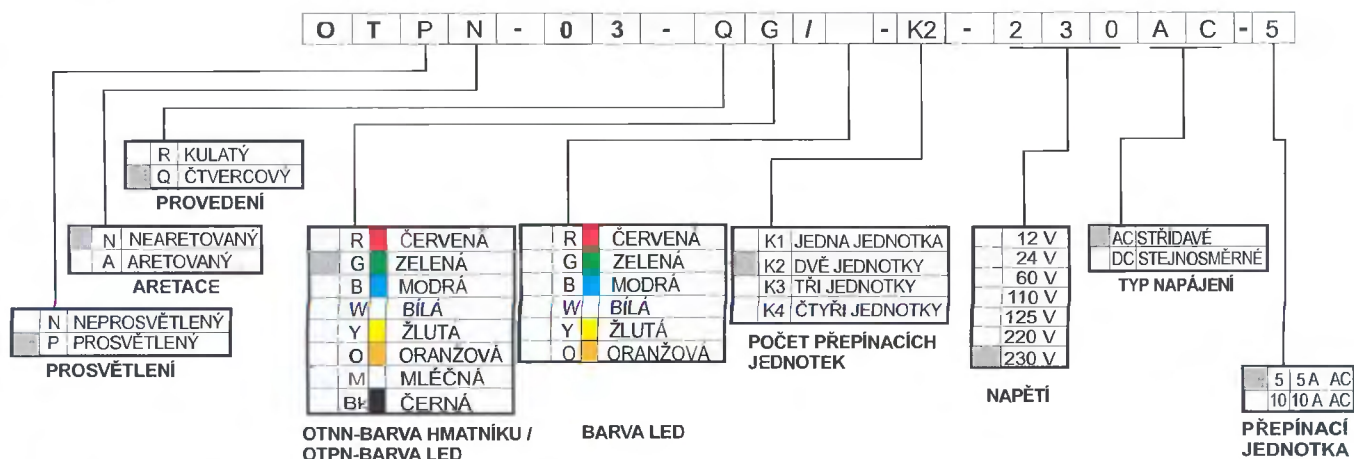 O T P N - 0 3 - Q G / - K2 - 2 3 0 A C - 5
R KULATÝ
Q ČTVERCOVÝ
PROVEDENÍ
N NEARETOVANÝ
A ARETOVANÝ
ARETACE
N NEPROSVĚTLENÝ
P PROSVĚTLENÝ
PROSVĚTLENÍ
R ČERVENÁ
G ZELENÁ
B MODRÁ
W BÍLÁ
Y ŽLUTÁ
O ORANŽOVÁ
M MLÉČNÁ
BK ČERNÁ
OTNN-BARVA HMATNÍKU /
OTPN-BARVA LED
R ČERVENÁ
G ZELENÁ
B MODRÁ
W BÍLÁ
Y ŽLUTÁ
O ORANŽOVÁ
BARVA LED
K1 JEDNA JEDNOTKA
K2 DVĚ JEDNOTKY
K3 TŘI JEDNOTKY
K4 ČTYŘI JEDNOTKY
POČET PŘEPÍNACÍCH
JEDNOTEK
12 V
24 V
60 V
110 V
125 V
220 V
230 V
NAPĚTÍ
AC STŘÍDAVÉ
DC STEJNOSMĚRNÉ
TYP NAPÁJENÍ
5 5A AC
10 10 A AC
PŘEPÍNACÍ
JEDNOTKA